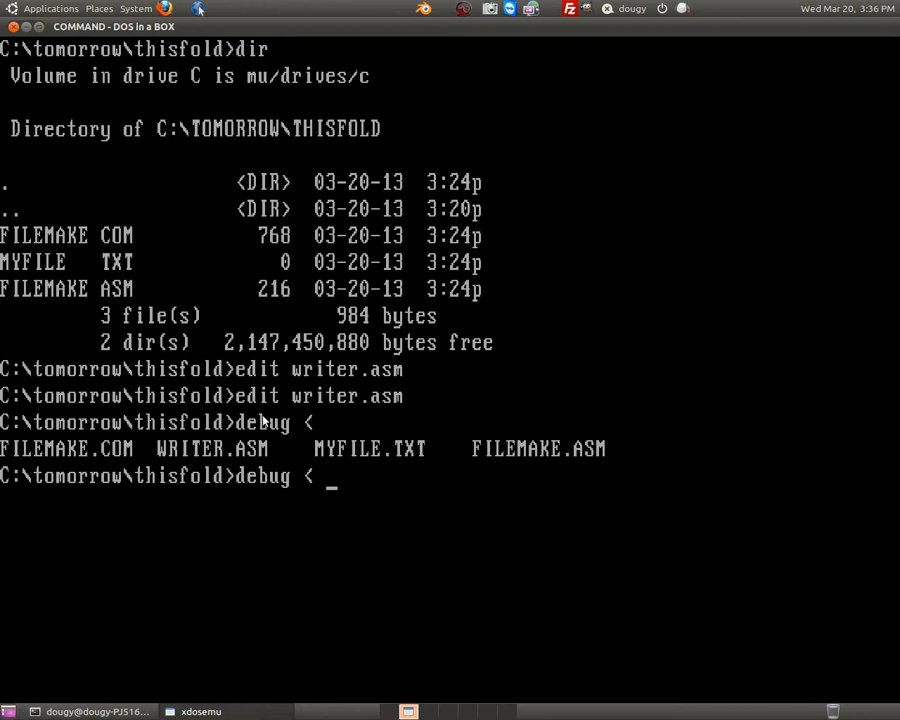 Applications Places System dougy Wed Mar 20, 3:36 PM
COMMAND - DOS in a BOX
C:\tomorrow\thisfold>dir
Volume in drive C is mu/drives/c
Directory of C:\TOMORROW\THISFOLD
. <DIR> 03-20-13 3:24p
.. <DIR> 03-20-13 3:20p
FILEMAKE COM 768 03-20-13 3:24p
MYFILE TXT 0 03-20-13 3:24p
FILEMAKE ASM 216 03-20-13 3:24p
3 file(s) 984 bytes
2 dir(s) 2,147,450,880 bytes free
C:\tomorrow\thisfold>edit writer.asm
C:\tomorrow\thisfold>edit writer.asm
C:\tomorrow\thisfold>debug <
FILEMAKE.COM WRITER.ASM MYFILE.TXT FILEMAKE.ASM
C:\tomorrow\thisfold>debug < _
dougy@dougy-PJ516... xdosemu